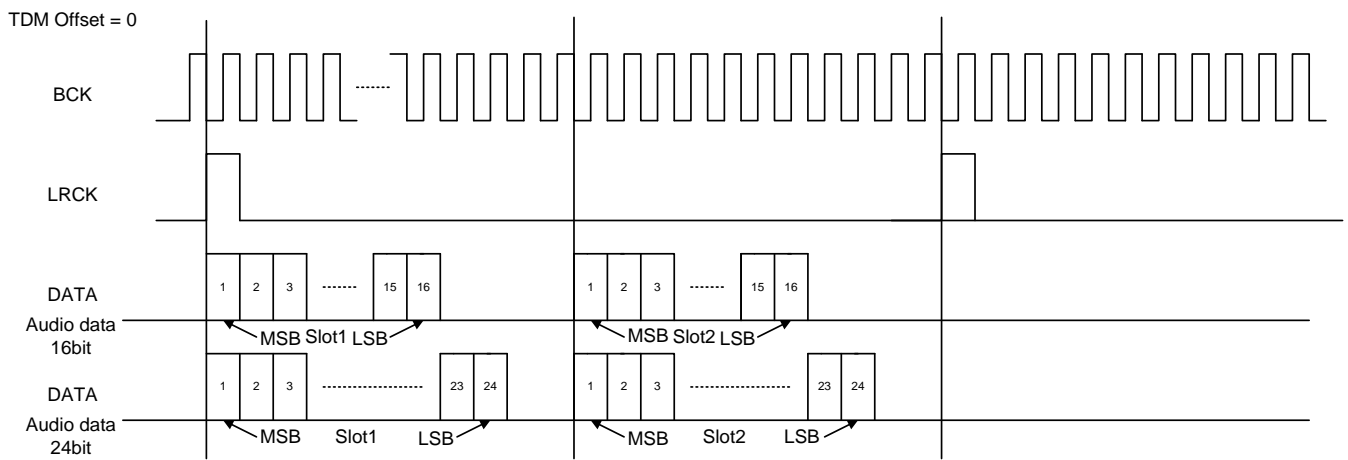 TDM Offset = 0
BCK
LRCK
DATA
Audio data
16bit
1 2 3 15 16
MSB Slot1 LSB
1 2 3 15 16
MSB Slot2 LSB
DATA
Audio data
24bit
1 2 3 23 24
MSB Slot1 LSB
1 2 3 23 24
MSB Slot2 LSB